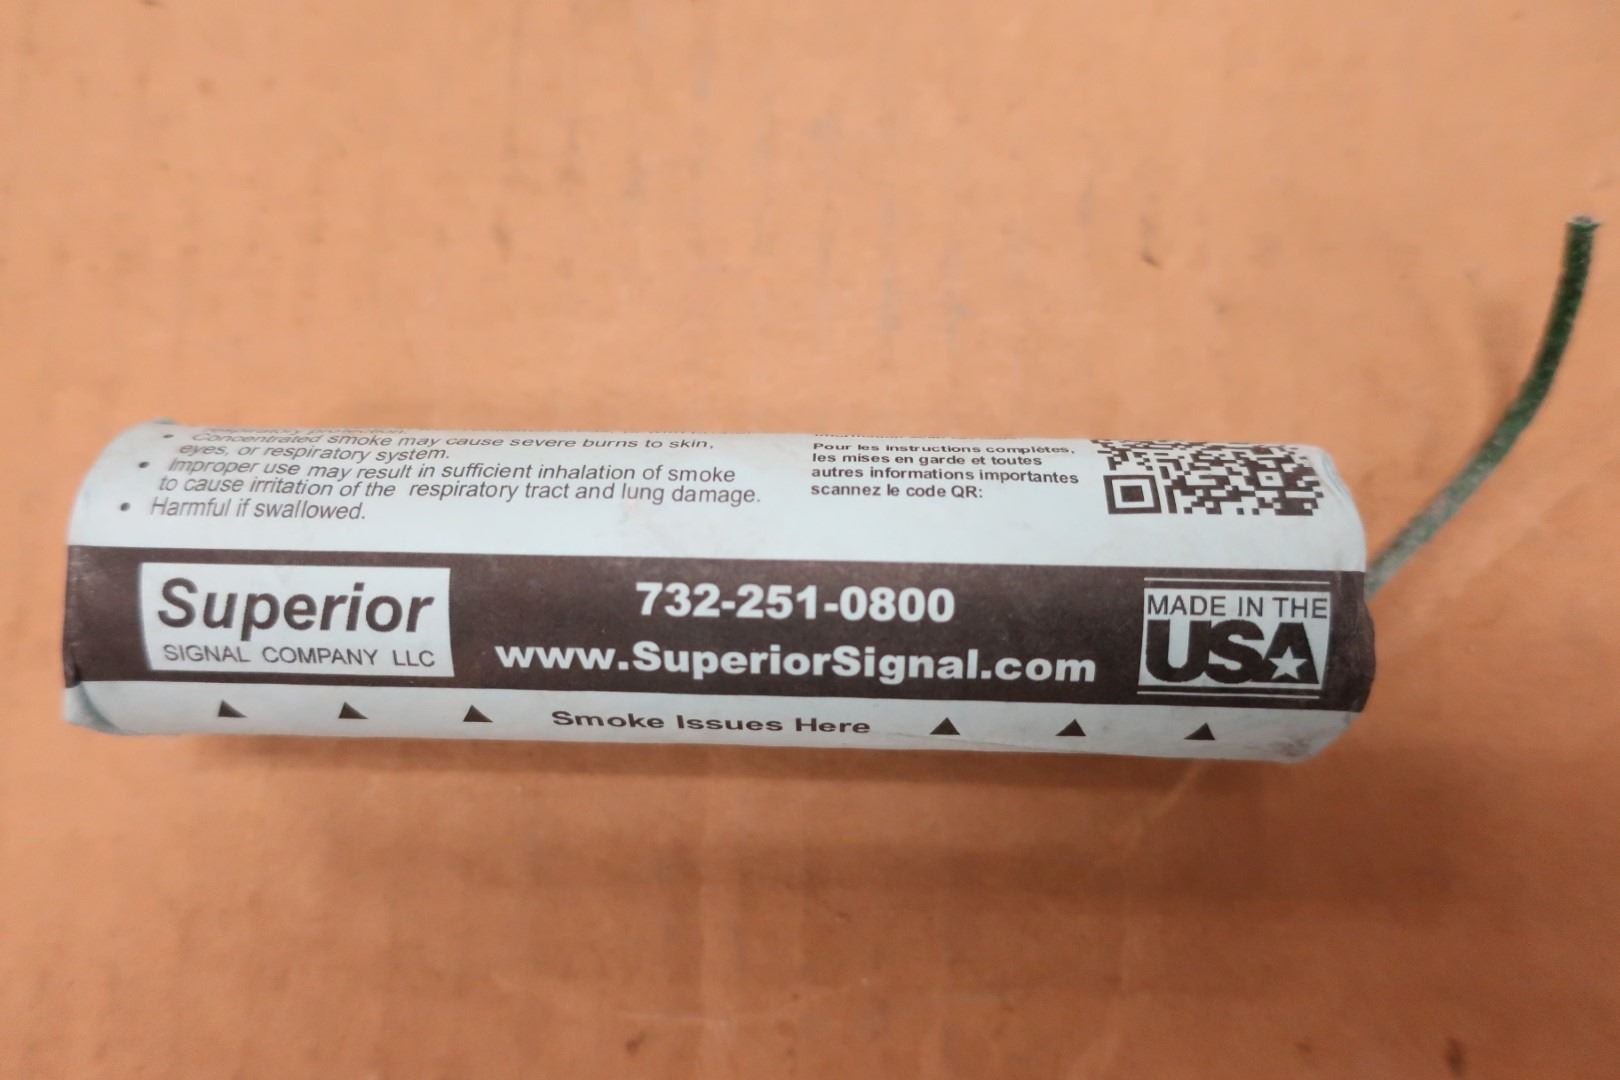 respiratory protection.
• Concentrated smoke may cause severe burns to skin,
eyes, or respiratory system.
• Improper use may result in sufficient inhalation of smoke
to cause irritation of the respiratory tract and lung damage.
• Harmful if swallowed.
Pour les instructions complètes,
les mises en garde et toutes
autres informations importantes
scannez le code QR:
Superior
SIGNAL COMPANY LLC
732-251-0800
www.SuperiorSignal.com
MADE IN THE
USA
Smoke Issues Here